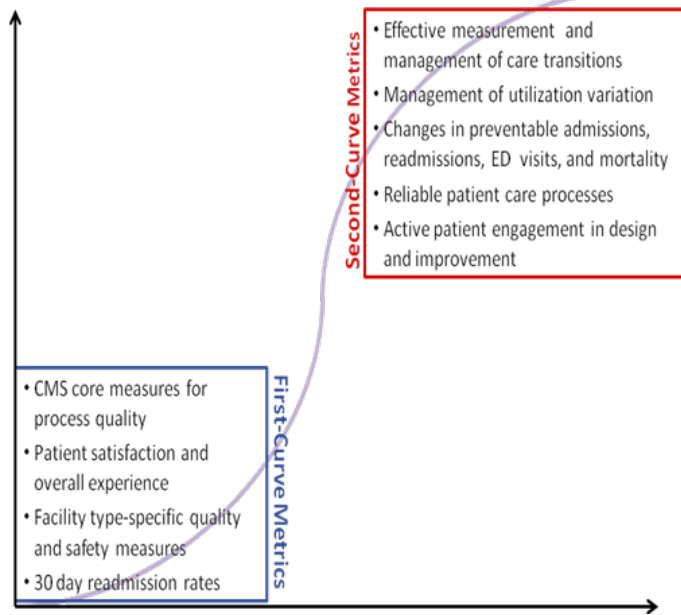 Second-Curve Metrics
• Effective measurement and
management of care transitions
• Management of utilization variation
• Changes in preventable admissions,
readmissions, ED visits, and mortality
• Reliable patient care processes
• Active patient engagement in design
and improvement
• CMS core measures for
process quality
• Patient satisfaction and
overall experience
• Facility type-specific quality
and safety measures
• 30 day readmission rates
First-Curve Metrics